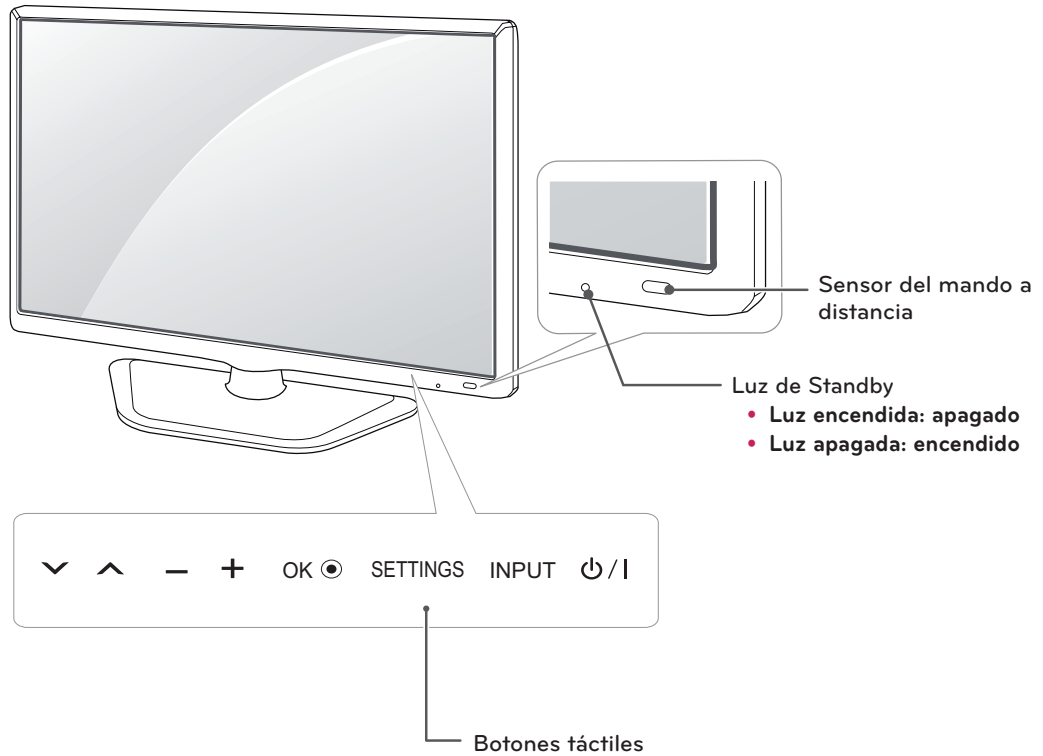 Sensor del mando a
distancia
Luz de Standby
• Luz encendida: apagado
• Luz apagada: encendido
OK SETTINGS INPUT /I
Botones táctiles